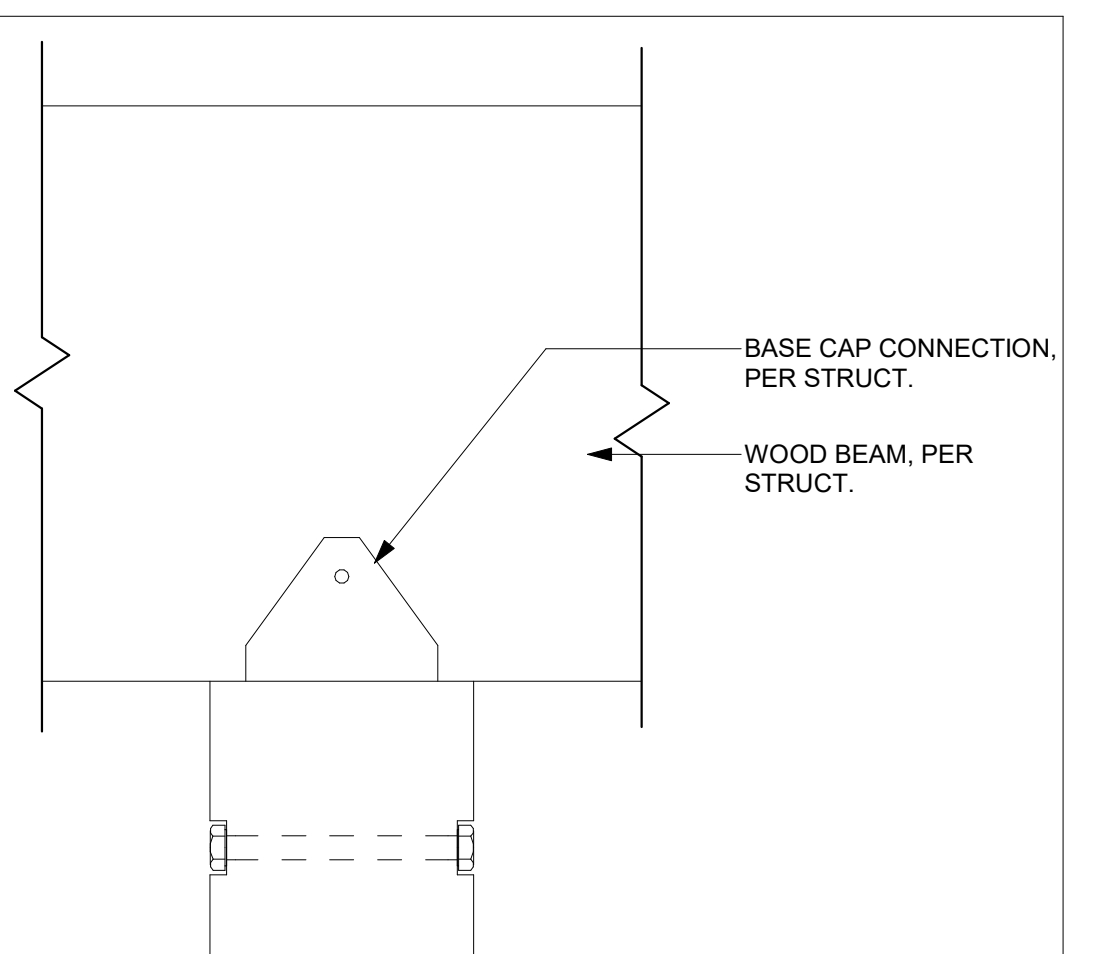 BASE CAP CONNECTION,
PER STRUCT.
WOOD BEAM, PER
STRUCT.